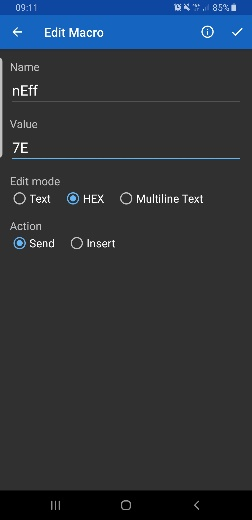 09:11 85%
Edit Macro
Name
nEff
Value
7E
Edit mode
Text HEX Multiline Text
Action
Send Insert